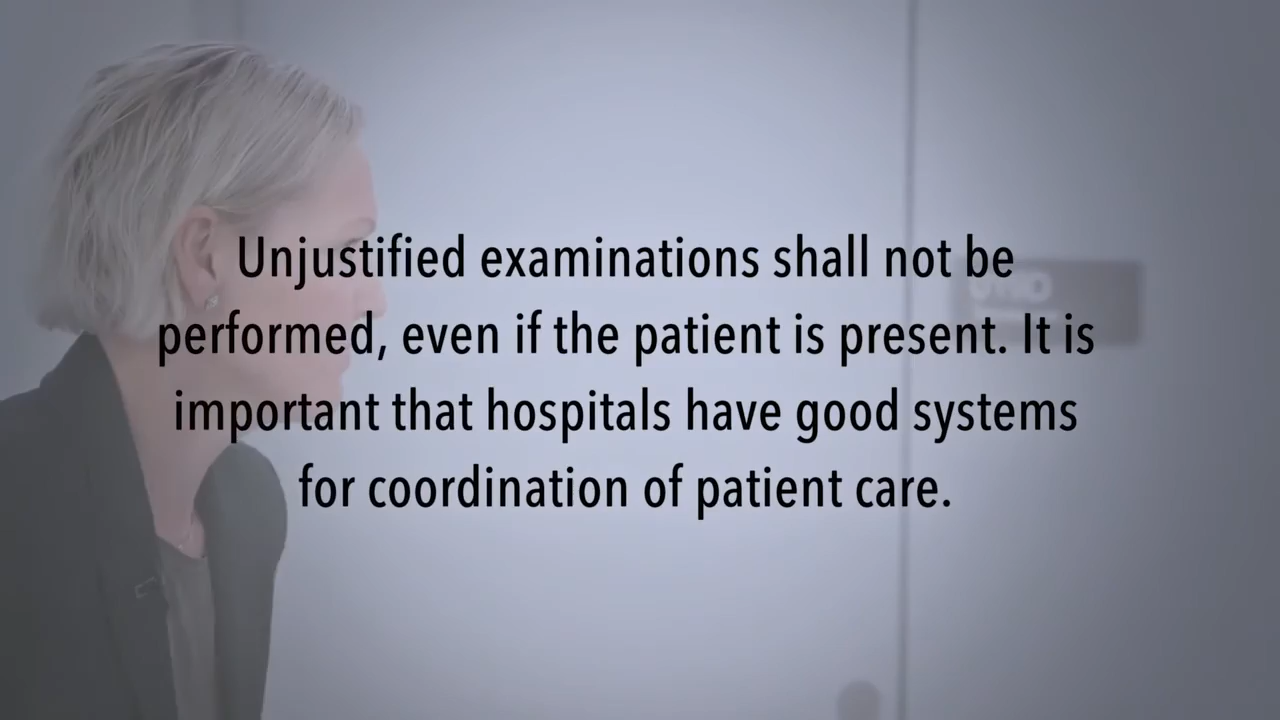 Unjustified examinations shall not be
performed, even if the patient is present. It is
important that hospitals have good systems
for coordination of patient care.